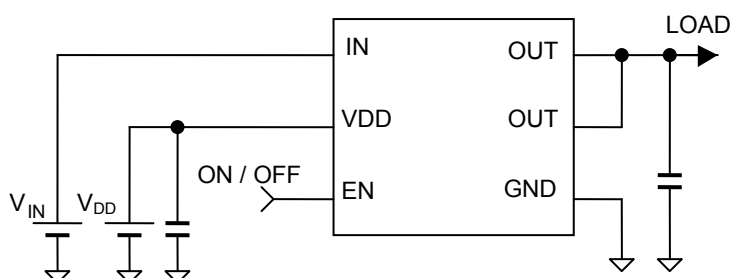 LOAD
IN
OUT
VDD
OUT
ON / OFF
EN
GND
VIN
VDD